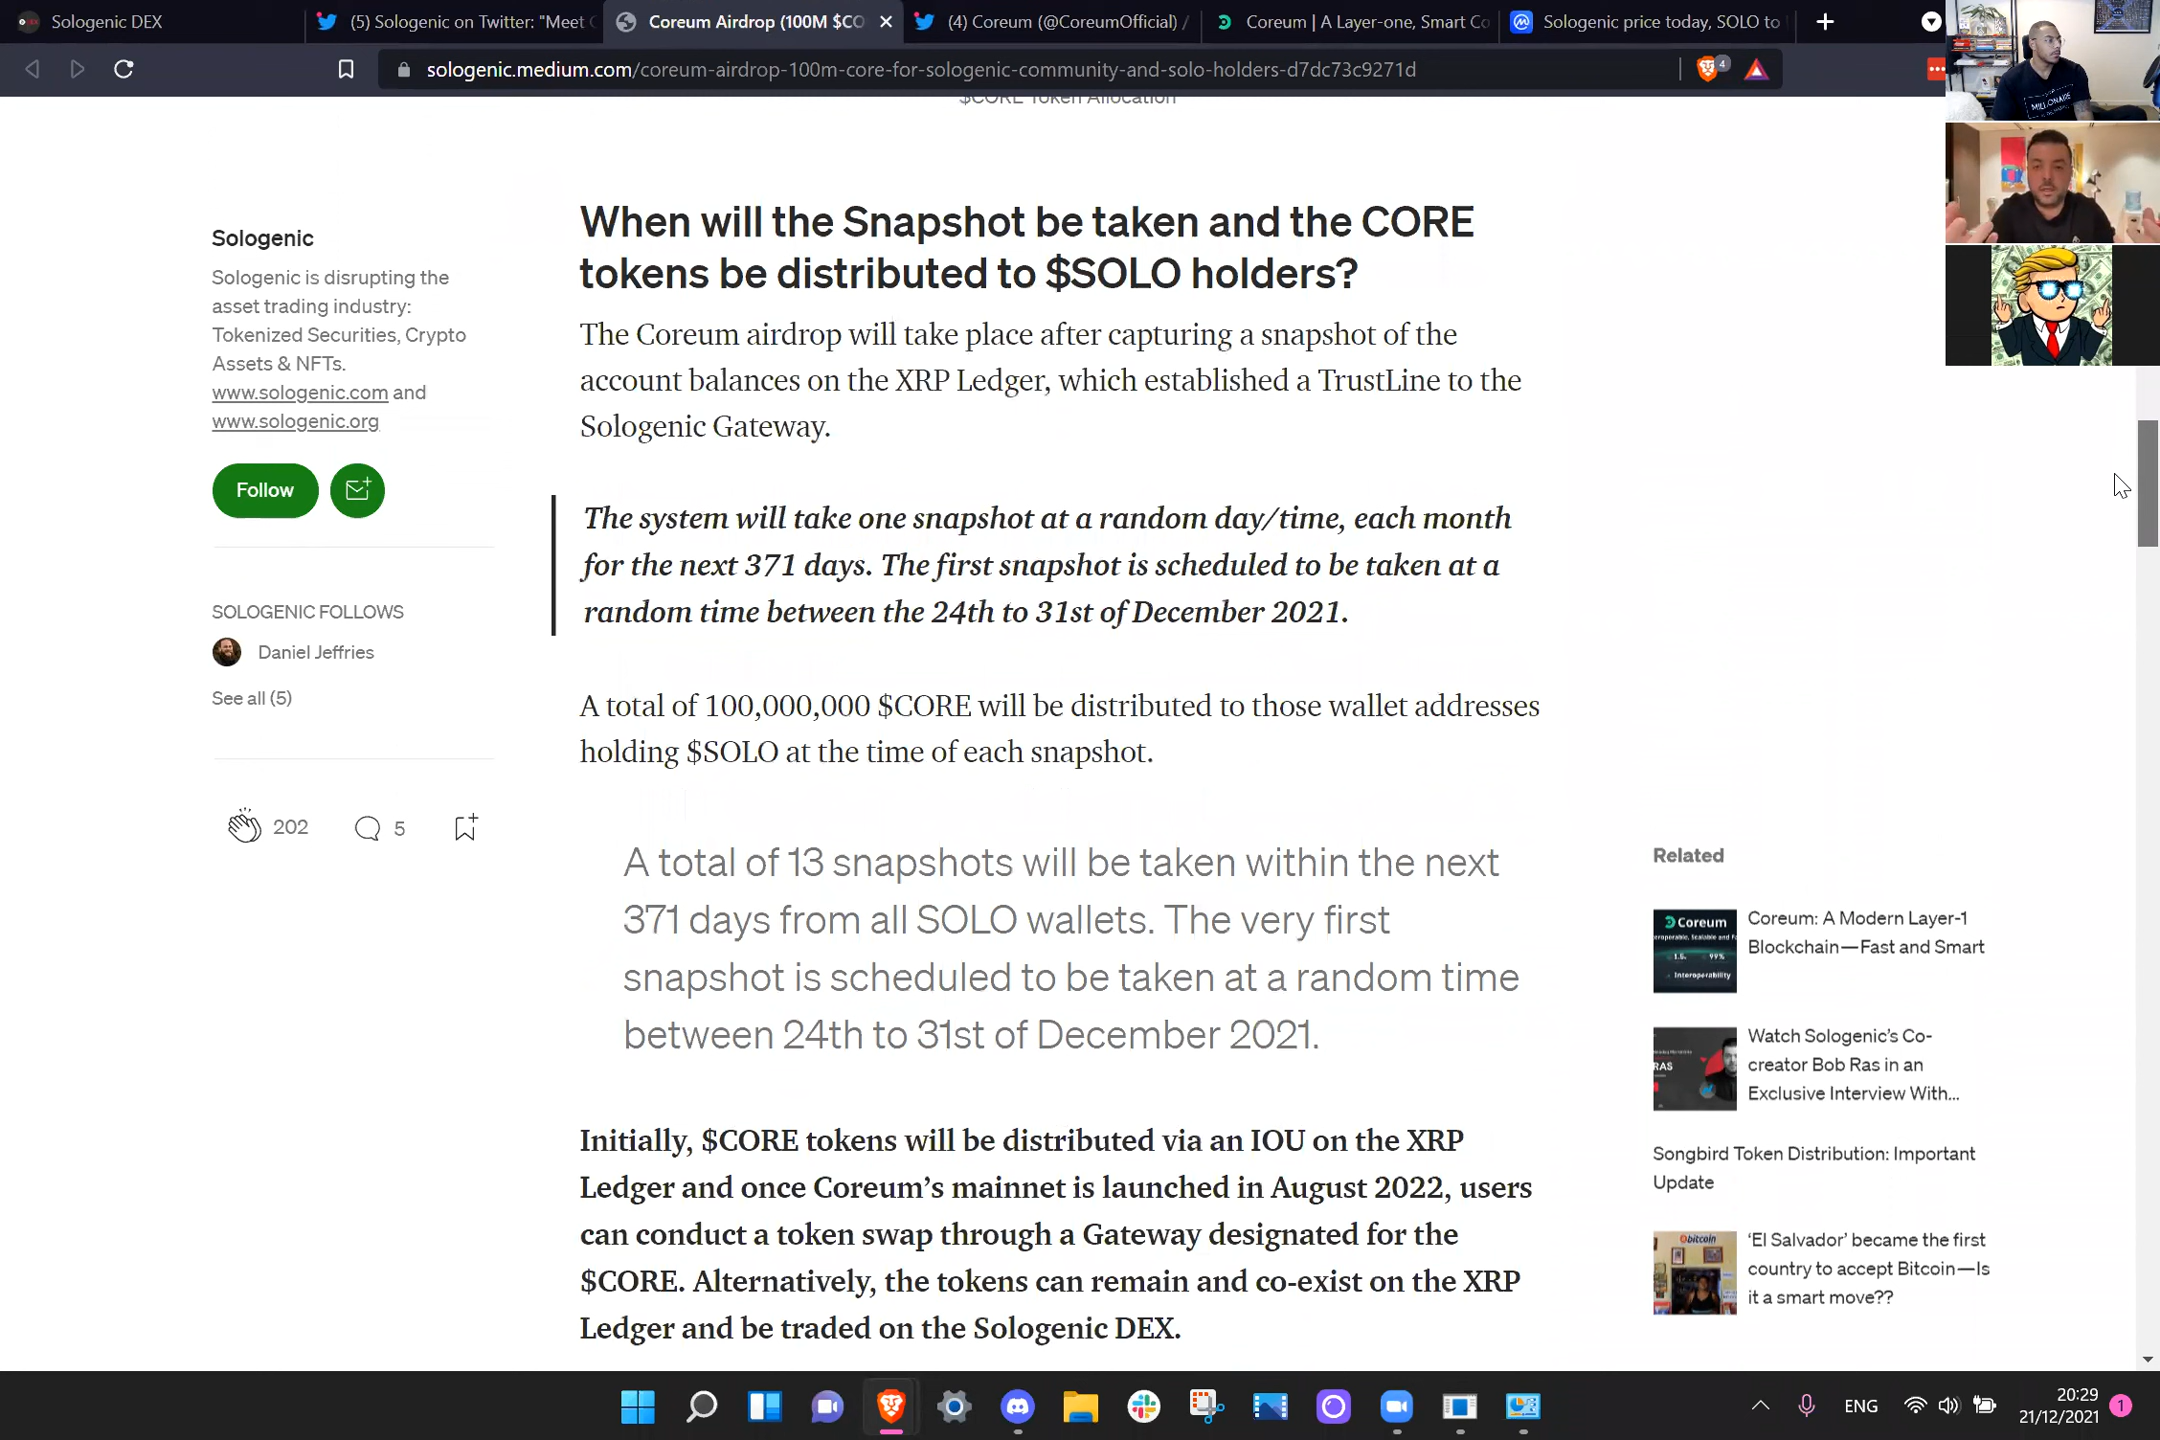 Sologenic DEX
(5) Sologenic on Twitter: "Meet
Coreum Airdrop (100M $CO
(4) Coreum (@CoreumOfficial) /
Coreum | A Layer-one, Smart Co
Sologenic price today, SOLO to
sologenic.medium.com/coreum-airdrop-100m-core-for-sologenic-community-and-solo-holders-d7dc73c9271d
4
MILLIONAIRE
$CORE Token Allocation
Sologenic
Sologenic is disrupting the
asset trading industry:
Tokenized Securities, Crypto
Assets & NFTs.
www.sologenic.com and
www.sologenic.org
Follow
SOLOGENIC FOLLOWS
Daniel Jeffries
See all (5)
202
5
When will the Snapshot be taken and the CORE
tokens be distributed to $SOLO holders?
The Coreum airdrop will take place after capturing a snapshot of the
account balances on the XRP Ledger, which established a TrustLine to the
Sologenic Gateway.
The system will take one snapshot at a random day/time, each month
for the next 371 days. The first snapshot is scheduled to be taken at a
random time between the 24th to 31st of December 2021.
A total of 100,000,000 $CORE will be distributed to those wallet addresses
holding $SOLO at the time of each snapshot.
A total of 13 snapshots will be taken within the next
371 days from all SOLO wallets. The very first
snapshot is scheduled to be taken at a random time
between 24th to 31st of December 2021.
Initially, $CORE tokens will be distributed via an IOU on the XRP
Ledger and once Coreum's mainnet is launched in August 2022, users
can conduct a token swap through a Gateway designated for the
$CORE. Alternatively, the tokens can remain and co-exist on the XRP
Ledger and be traded on the Sologenic DEX.
Related
Coreum
1.5. 99%
Interoperability
Coreum: A Modern Layer-1
Blockchain—Fast and Smart
RAS
Watch Sologenic's Co-
creator Bob Ras in an
Exclusive Interview With...
Songbird Token Distribution: Important
Update
bitcoin
'El Salvador' became the first
country to accept Bitcoin—Is
it a smart move??
ENG
20:29
21/12/2021
1